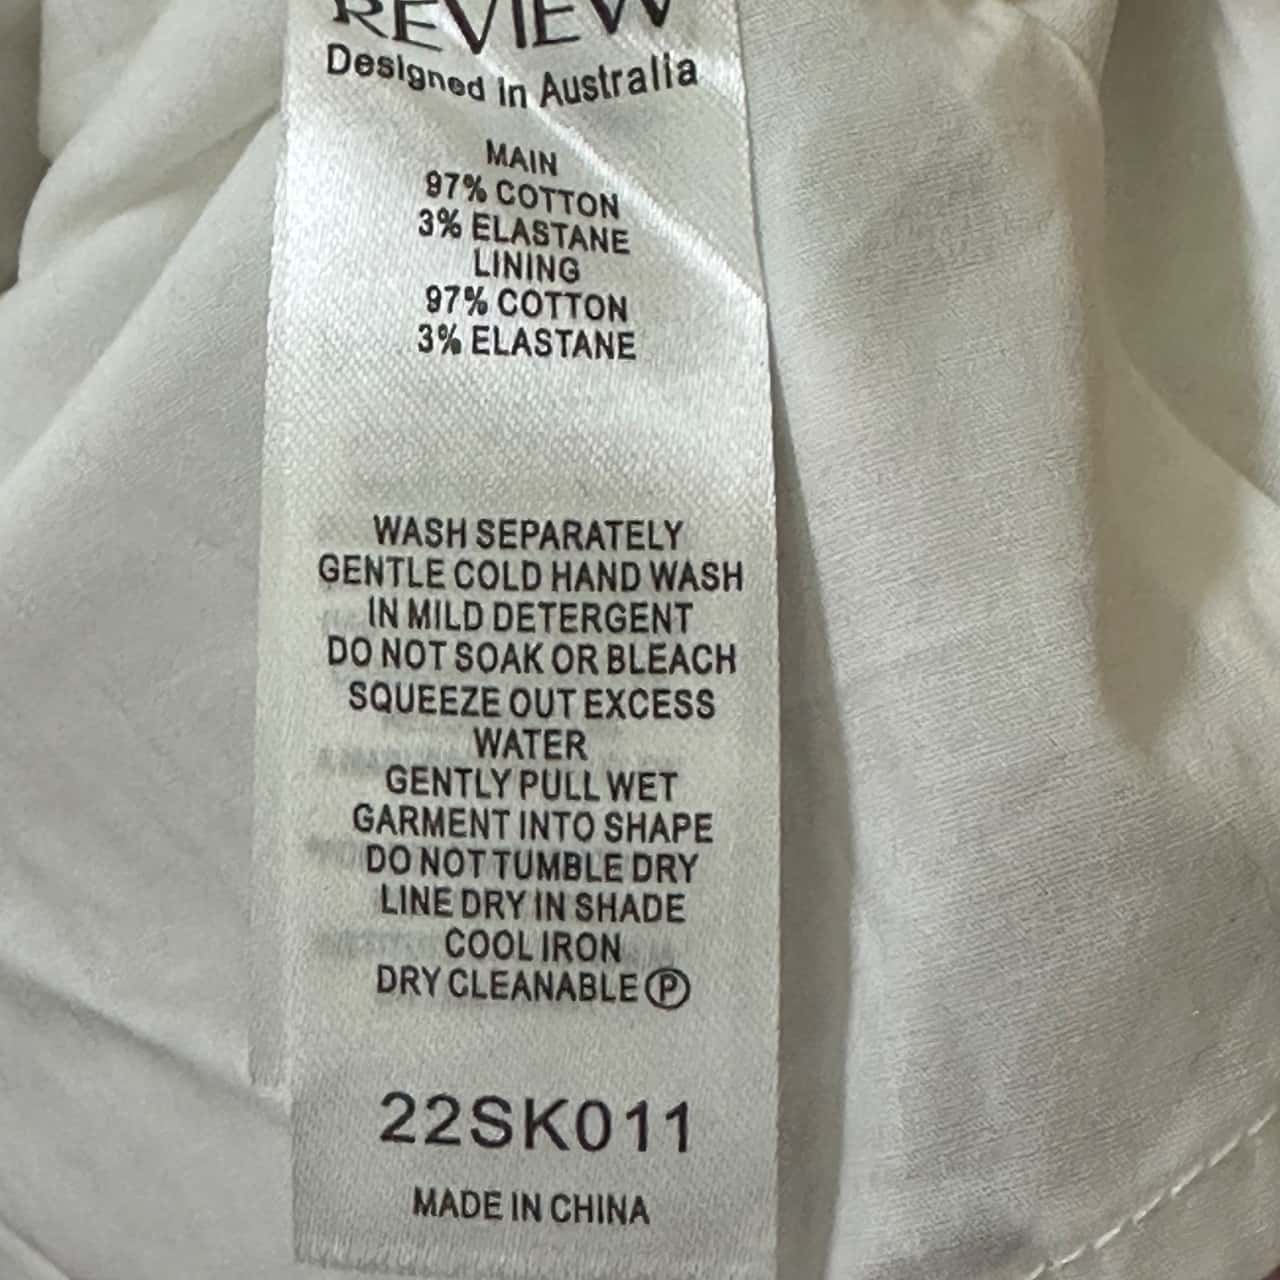 REVIEW
Designed in Australia
MAIN
97% COTTON
3% ELASTANE
LINING
97% COTTON
3% ELASTANE
WASH SEPARATELY
GENTLE COLD HAND WASH
IN MILD DETERGENT
DO NOT SOAK OR BLEACH
SQUEEZE OUT EXCESS
WATER
GENTLY PULL WET
GARMENT INTO SHAPE
DO NOT TUMBLE DRY
LINE DRY IN SHADE
COOL IRON
DRY CLEANABLE Ⓟ
22SK011
MADE IN CHINA